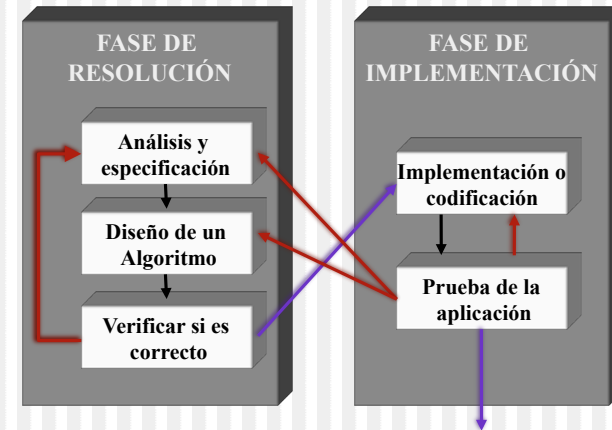 FASE DE
RESOLUCIÓN
Análisis y
especificación
Diseño de un
Algoritmo
Verificar si es
correcto
FASE DE
IMPLEMENTACIÓN
Implementación o
codificación
Prueba de la
aplicación